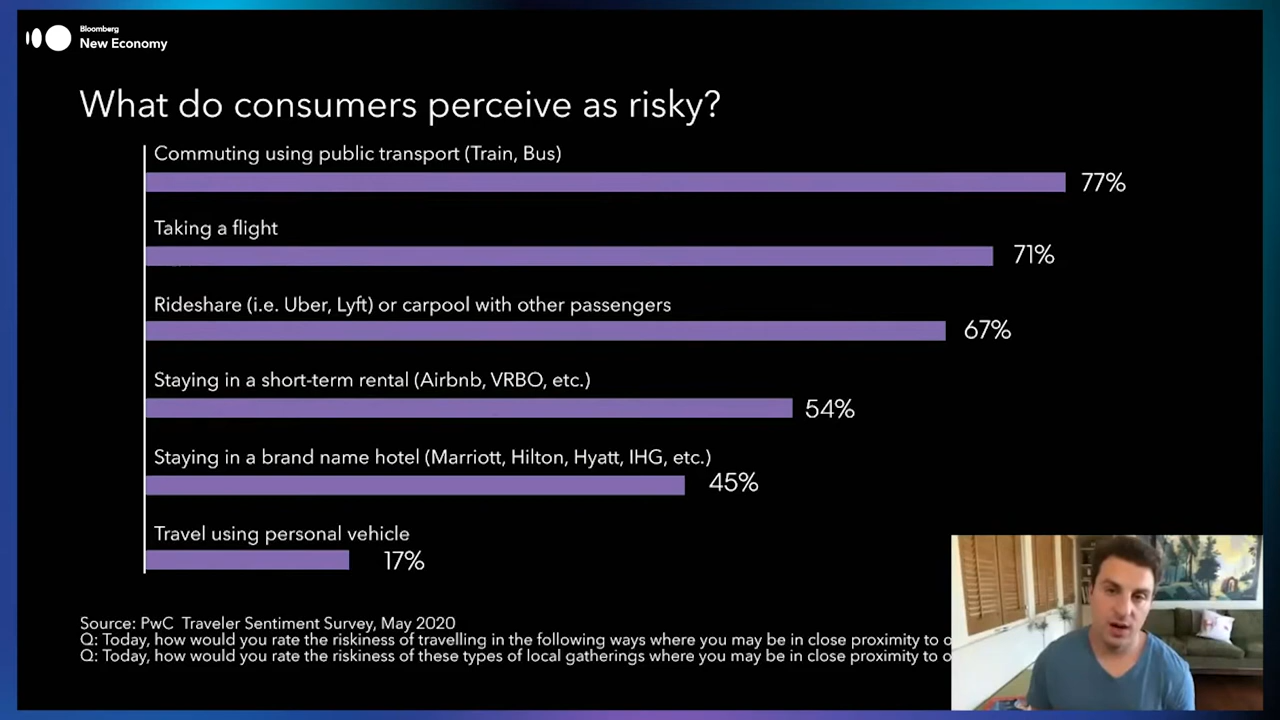 Bloomberg
New Economy
What do consumers perceive as risky?
Commuting using public transport (Train, Bus)
77%
Taking a flight
71%
Rideshare (i.e. Uber, Lyft) or carpool with other passengers
67%
Staying in a short-term rental (Airbnb, VRBO, etc.)
54%
Staying in a brand name hotel (Marriott, Hilton, Hyatt, IHG, etc.)
45%
Travel using personal vehicle
17%
Source: PwC Traveler Sentiment Survey, May 2020
Q: Today, how would you rate the riskiness of travelling in the following ways where you may be in close proximity to
Q: Today, how would you rate the riskiness of these types of local gatherings where you may be in close proximity to